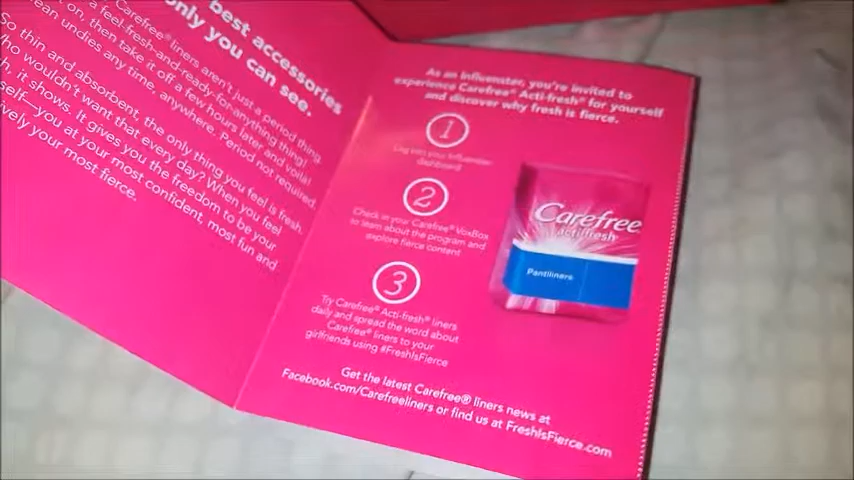 best accessories
only you can see.
Carefree® liners aren't just a period thing.
a feel-fresh-and-ready-for-anything thing!
on, then take it off a few hours later and voila!
ean undies any time, anywhere. Period not required.
So thin and absorbent, the only thing you feel is fresh.
ho wouldn't want that every day? When you feel
h, it shows. It gives you the freedom to be your
self—you at your most confident, most fun and
ively your most fierce.
As an Influenster, you're invited to
experience Carefree® Acti-fresh® for yourself
and discover why fresh is fierce.
1
Log into your Influenster
dashboard
2
Check in your Carefree® VoxBox
to learn about the program and
explore fierce content
3
Try Carefree® Acti-fresh® liners
daily and spread the word about
Carefree® liners to your
girlfriends using #FreshIsFierce
Carefree
acti-fresh
Pantiliners
Get the latest Carefree® liners news at
Facebook.com/Carefreeliners or find us at FreshIsFierce.com